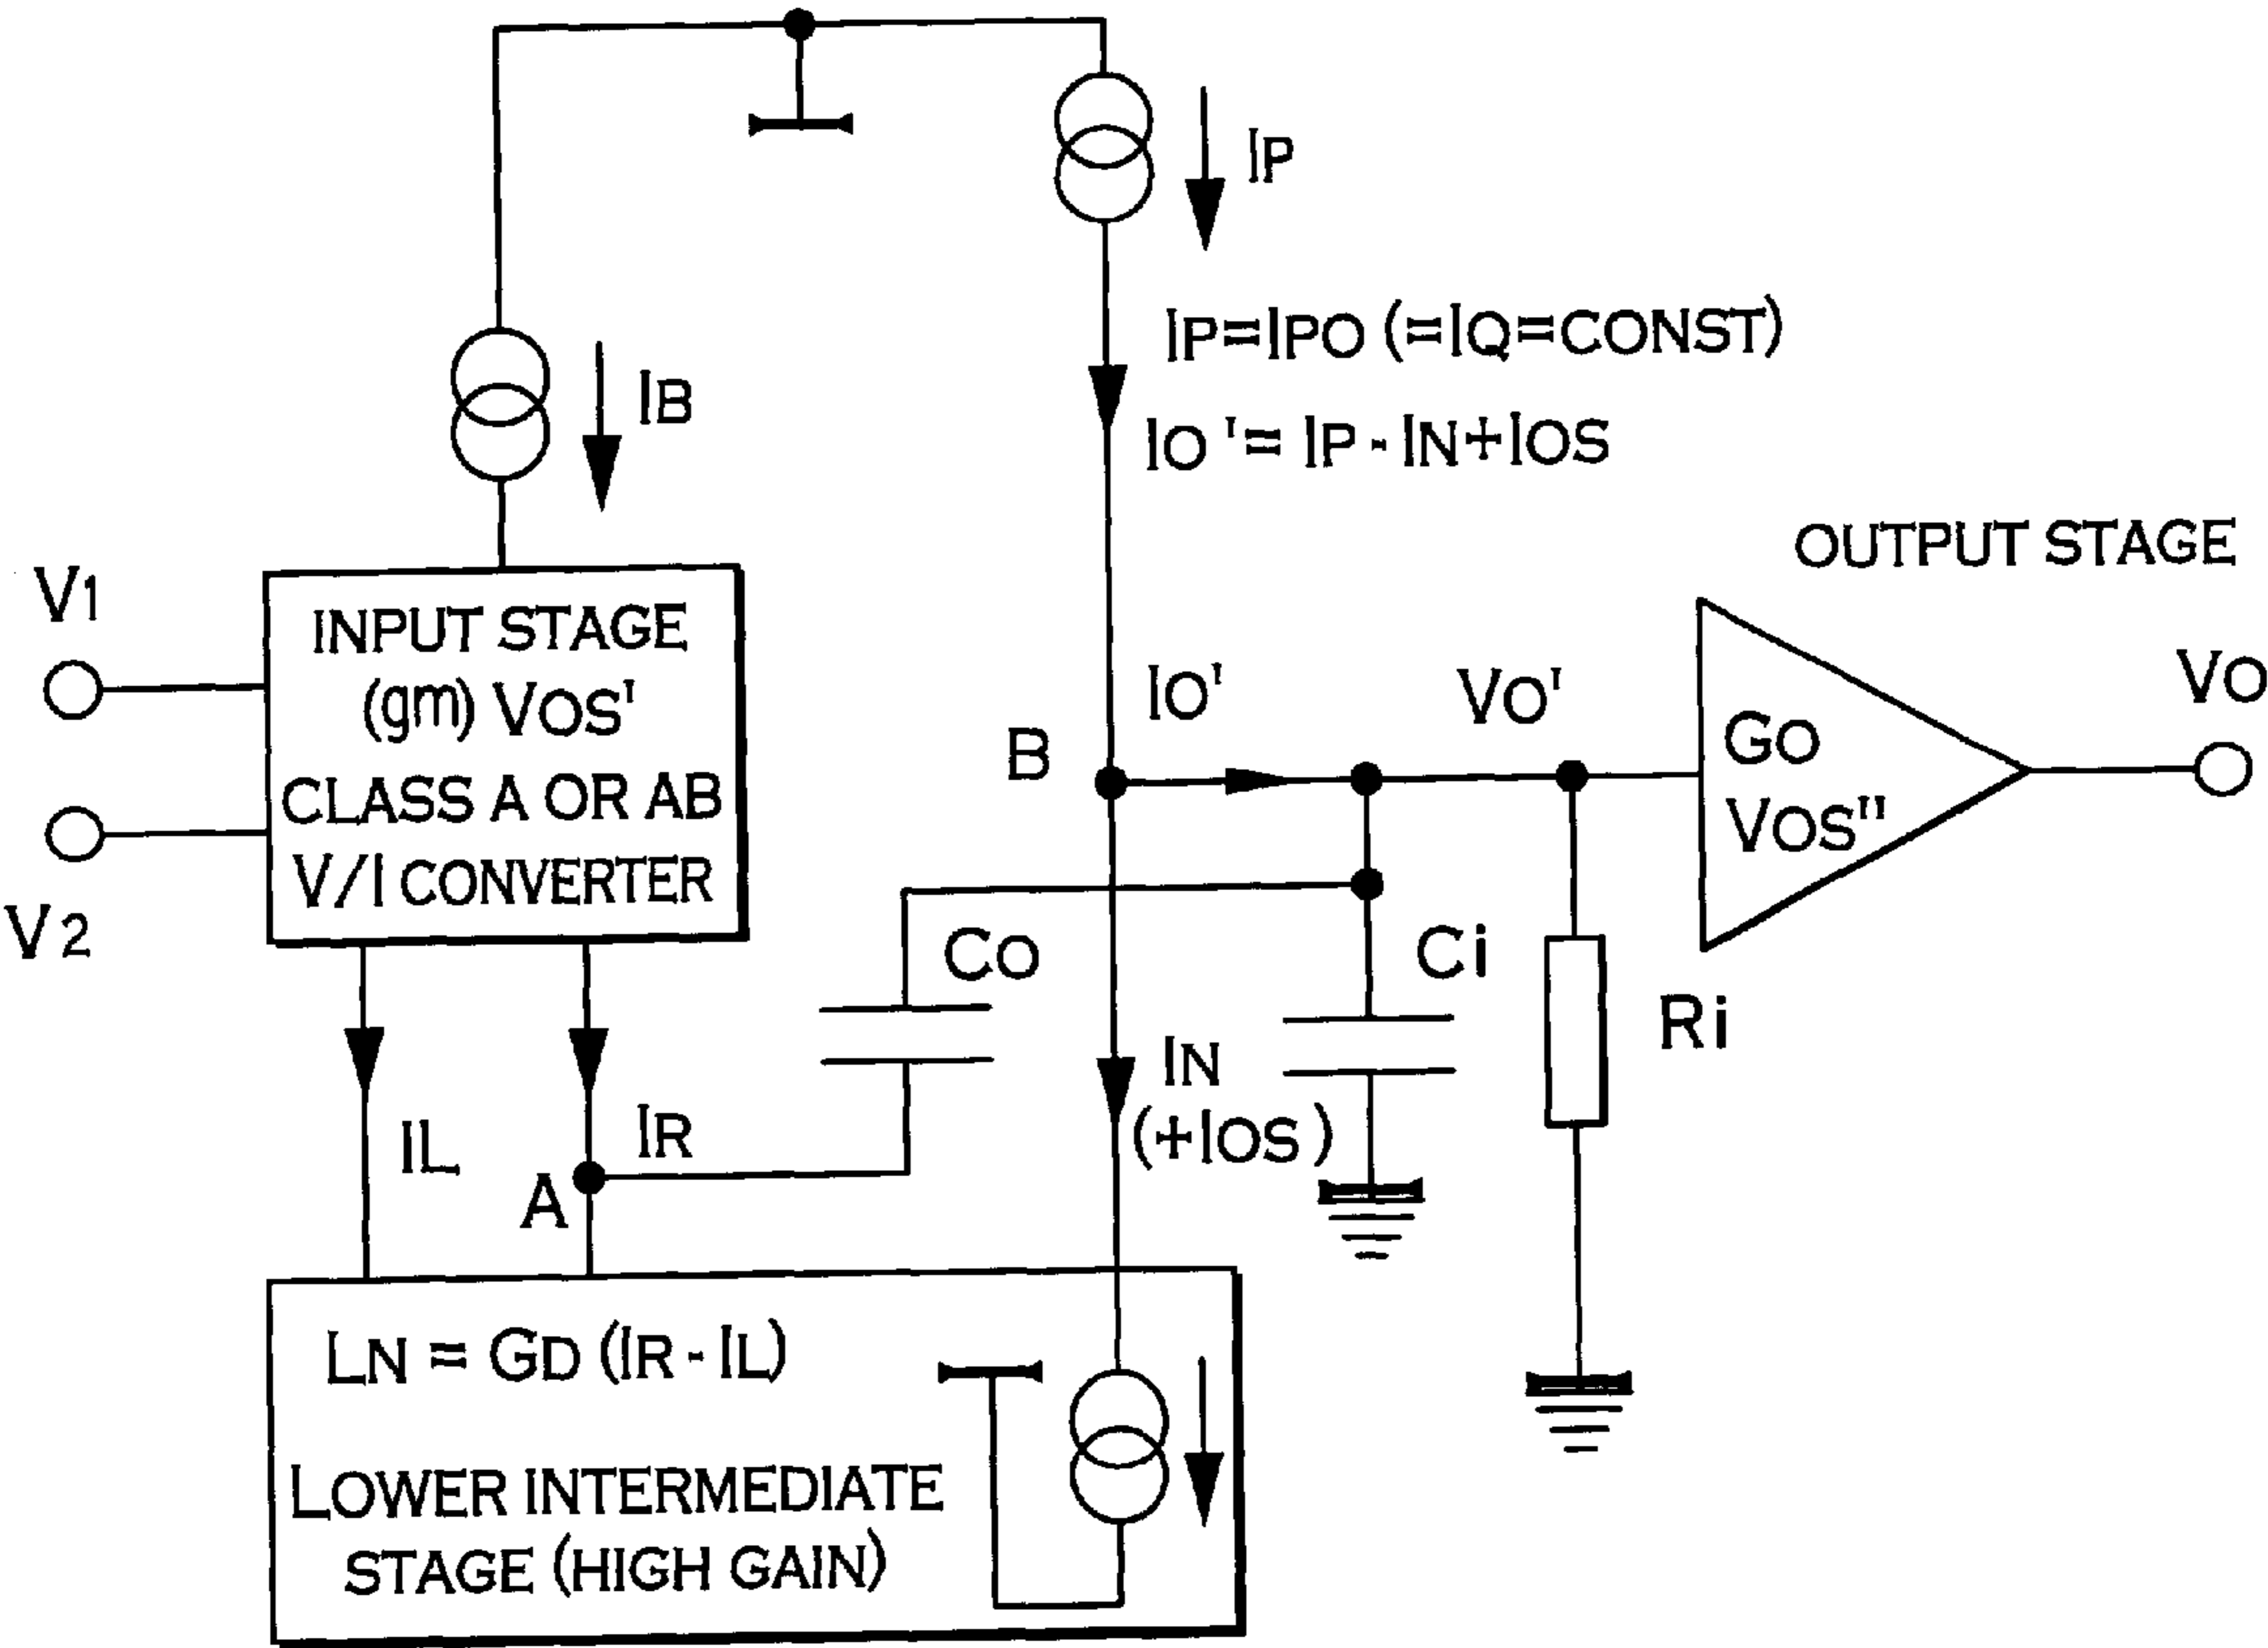 IP
IP=IPO (=IQ=CONST)
IB
IO'= IP - IN+IOS
OUTPUT STAGE
V1
INPUT STAGE
(gm) VOS'
CLASS A OR AB
V/I CONVERTER
V2
B
IO'
VO'
GO
VOS"
VO
CO
Ci
Ri
IN
(+IOS)
IL
IR
A
LN = GD (IR - IL)
LOWER INTERMEDIATE
STAGE (HIGH GAIN)